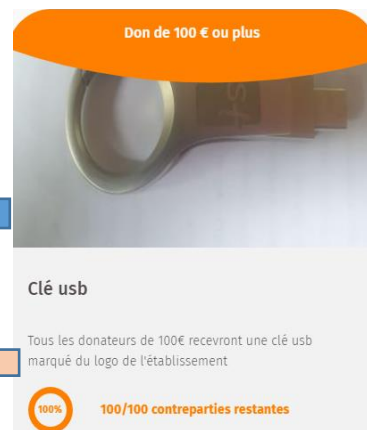 Don de 100 € ou plus
Clé usb
Tous les donateurs de 100€ recevront une clé usb
marqué du logo de l'établissement
100%
100/100 contreparties restantes